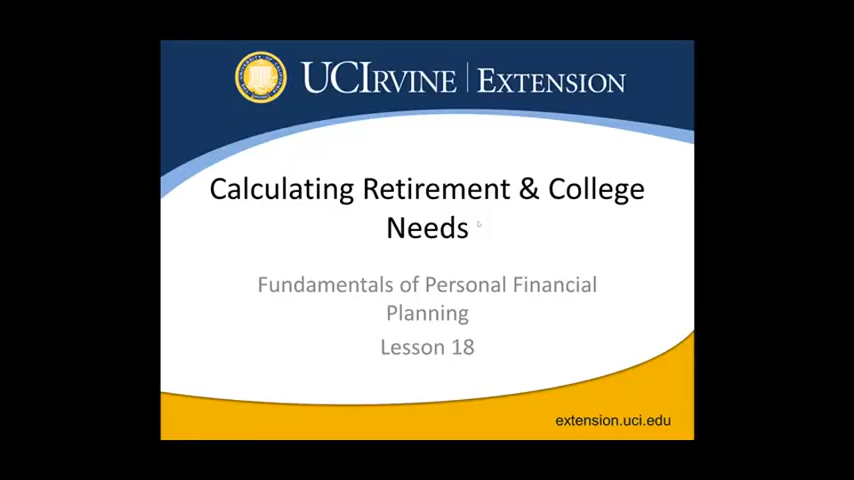 UCIRVINE | EXTENSION
Calculating Retirement & College
Needs
Fundamentals of Personal Financial
Planning
Lesson 18
extension.uci.edu